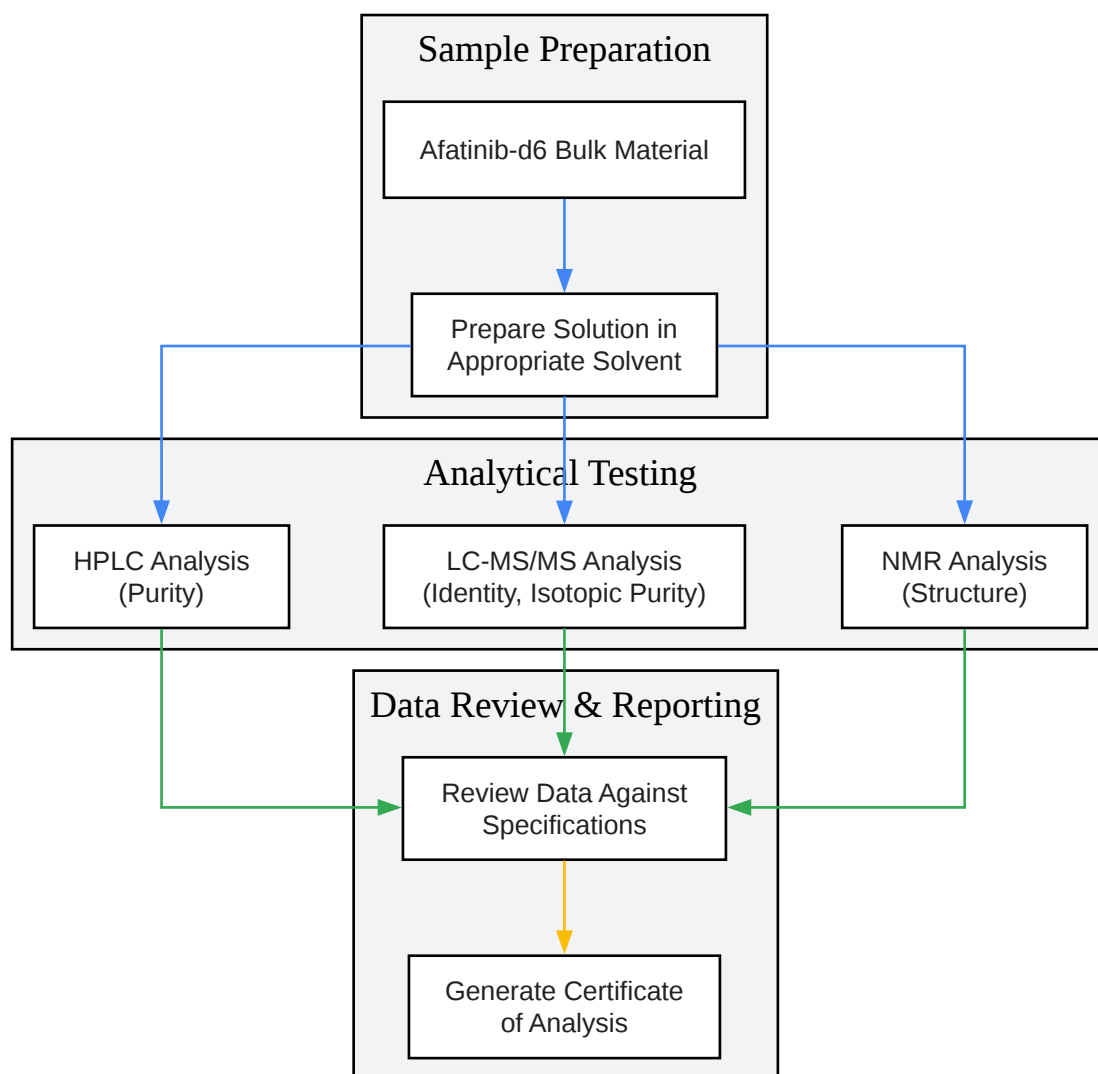 Sample Preparation
Afatinib-d6 Bulk Material
Prepare Solution in
Appropriate Solvent
Analytical Testing
HPLC Analysis
(Purity)
LC-MS/MS Analysis
(Identity, Isotopic Purity)
NMR Analysis
(Structure)
Data Review & Reporting
Review Data Against
Specifications
Generate Certificate
of Analysis